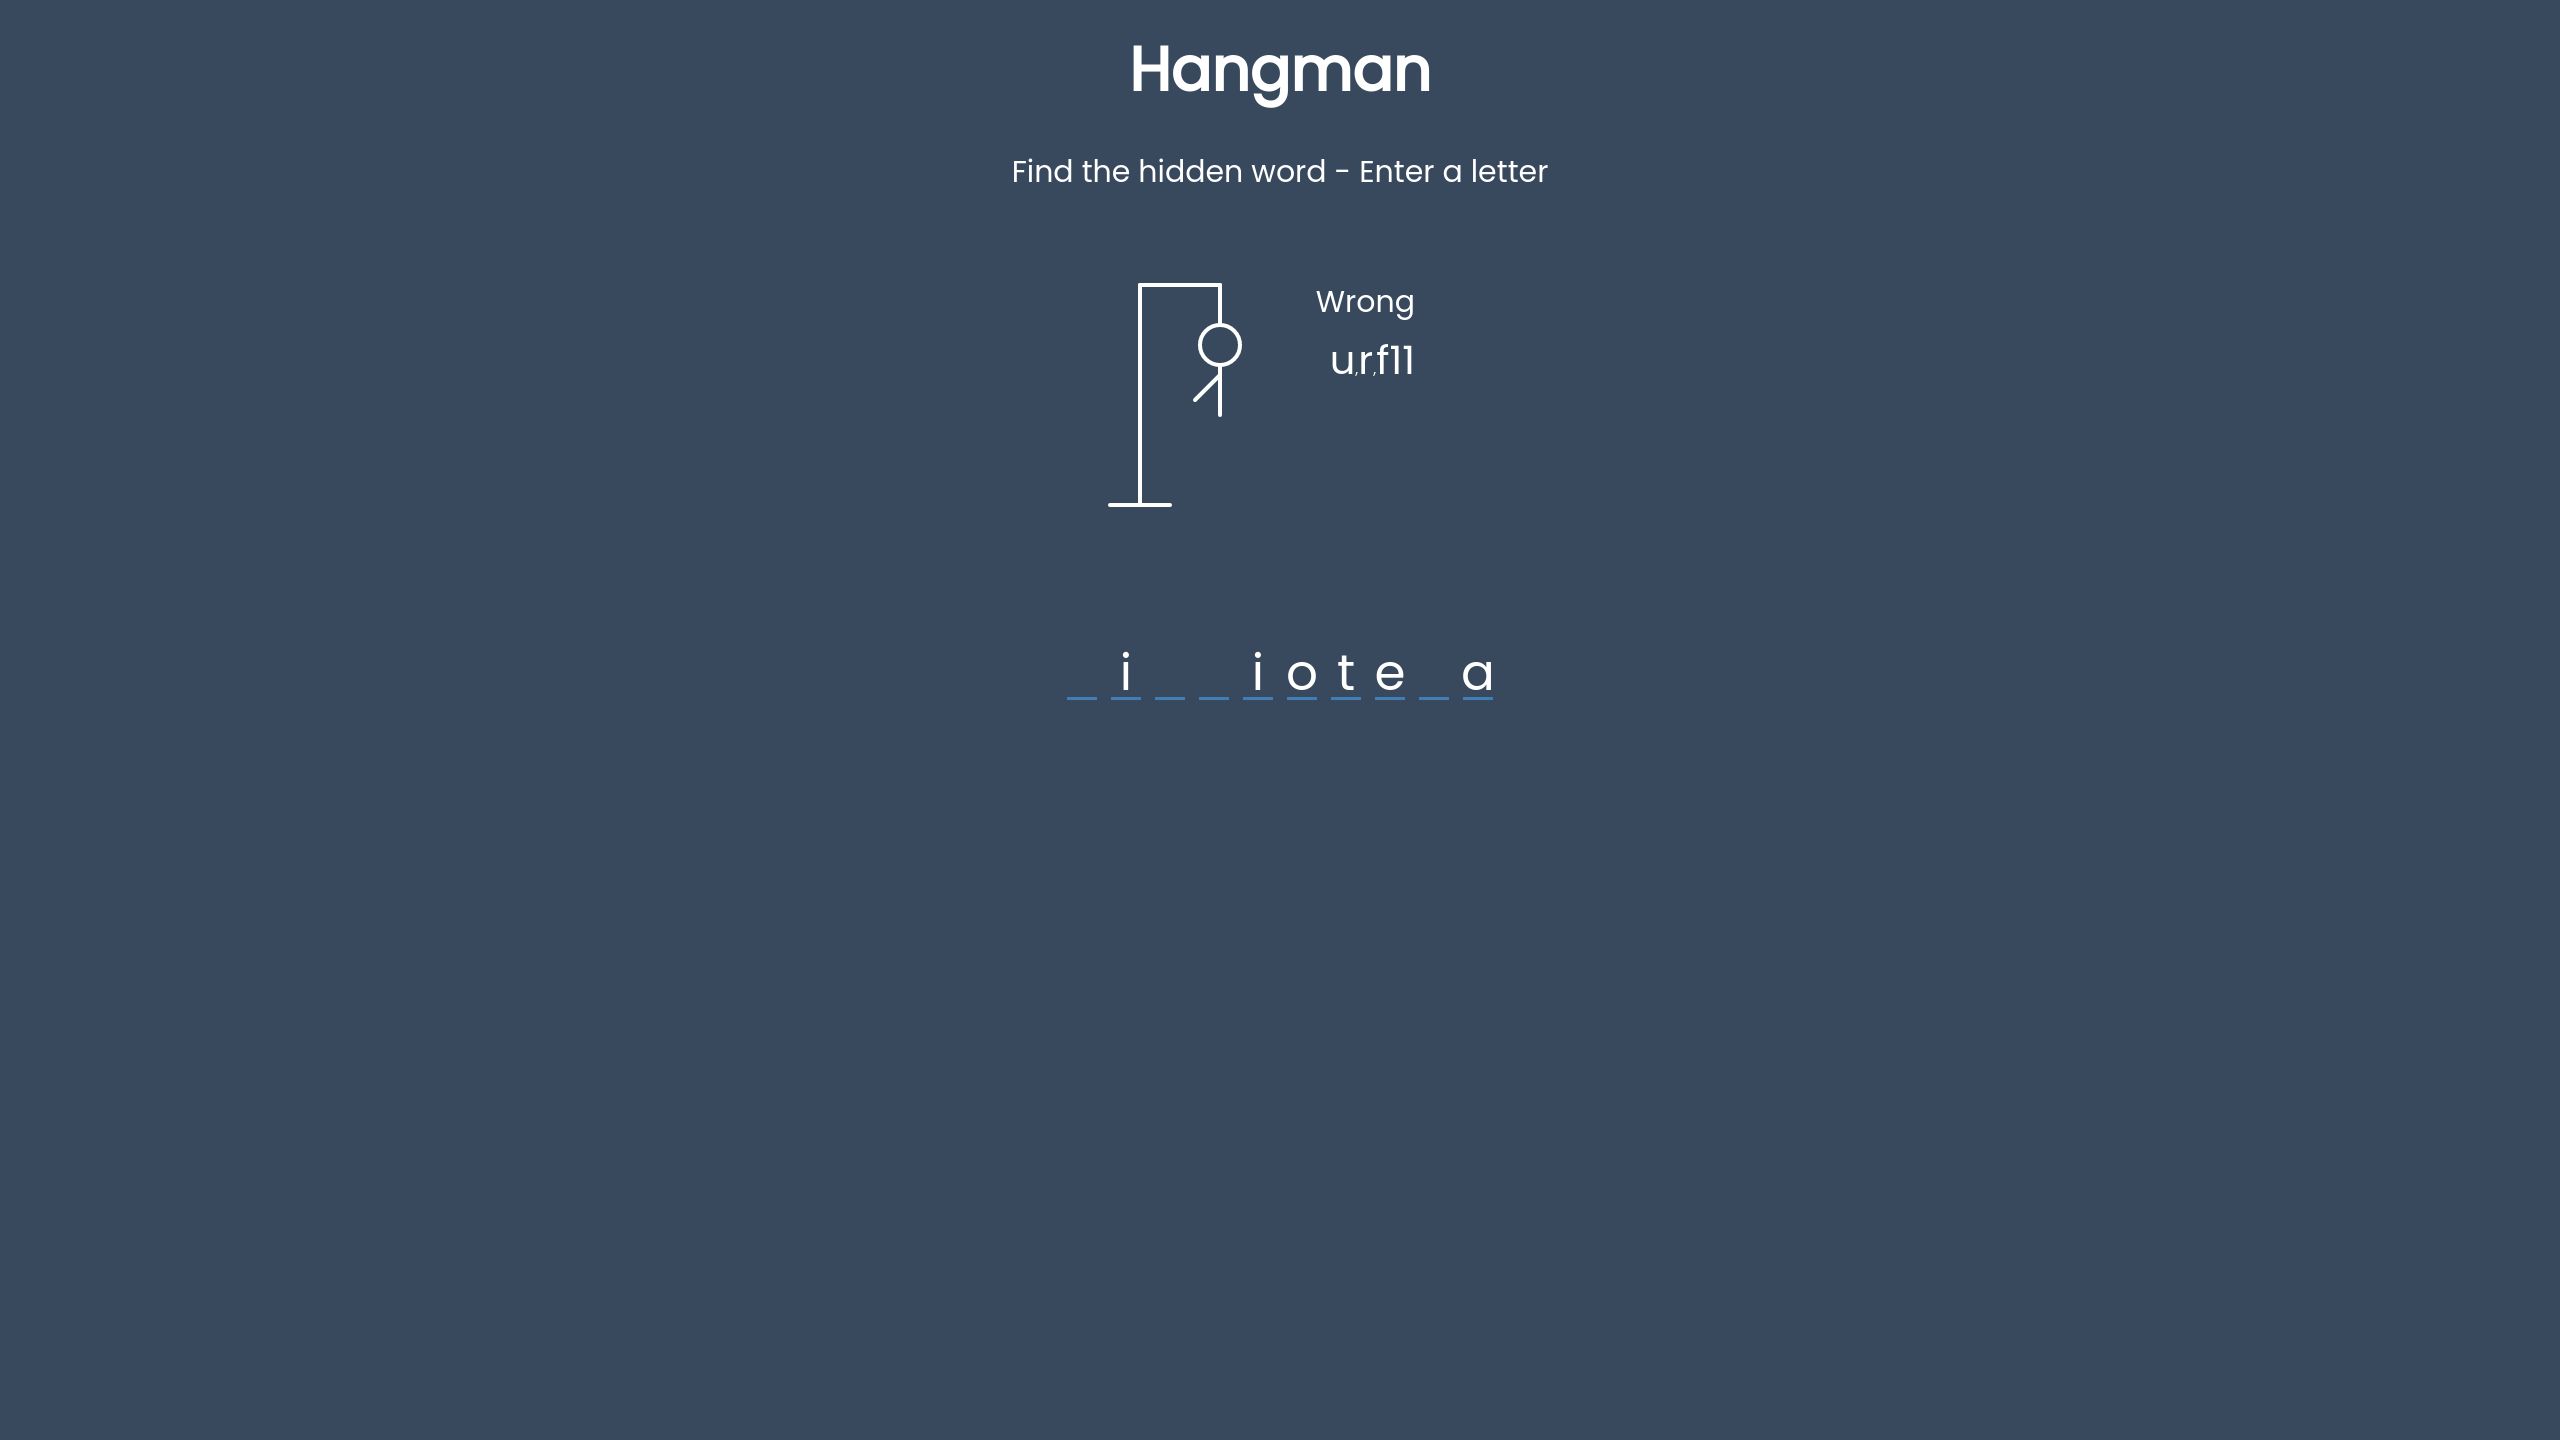 Hangman
Find the hidden word - Enter a letter
Wrong
u,r,f11
_ i _ _ i o t e _ a